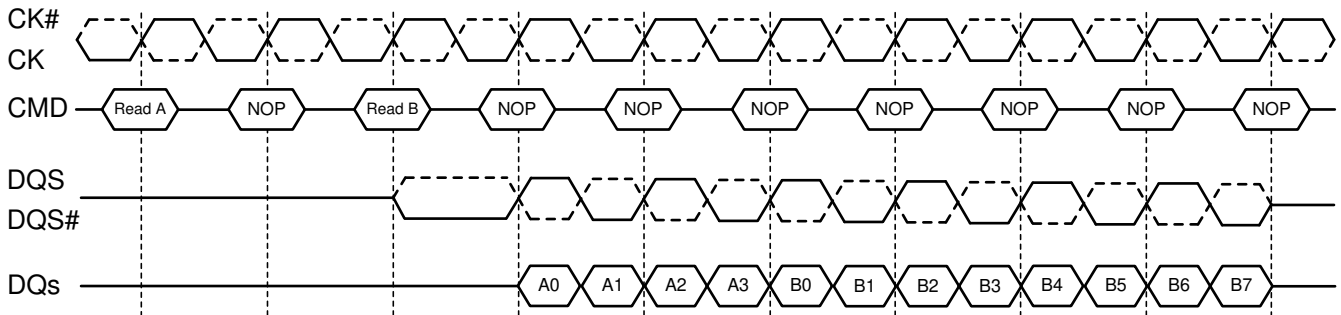 CK#
CK
CMD Read A NOP Read B NOP NOP NOP NOP NOP NOP NOP
DQS
DQS#
DQs A0 A1 A2 A3 B0 B1 B2 B3 B4 B5 B6 B7